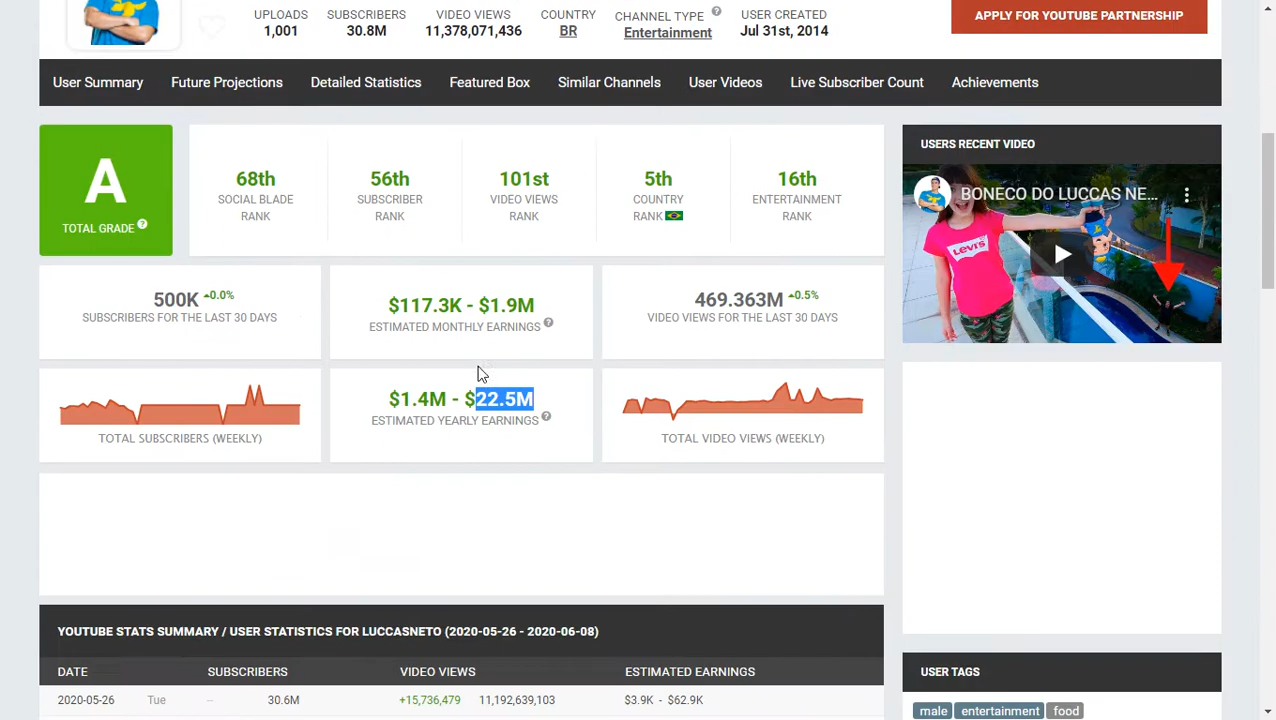 UPLOADS
1,001
SUBSCRIBERS
30.8M
VIDEO VIEWS
11,378,071,436
COUNTRY
BR
CHANNEL TYPE ?
Entertainment
USER CREATED
Jul 31st, 2014
APPLY FOR YOUTUBE PARTNERSHIP
User Summary
Future Projections
Detailed Statistics
Featured Box
Similar Channels
User Videos
Live Subscriber Count
Achievements
A
TOTAL GRADE ?
68th
SOCIAL BLADE
RANK
56th
SUBSCRIBER
RANK
101st
VIDEO VIEWS
RANK
5th
COUNTRY
RANK
16th
ENTERTAINMENT
RANK
500K 0.0%
SUBSCRIBERS FOR THE LAST 30 DAYS
$117.3K - $1.9M
ESTIMATED MONTHLY EARNINGS ?
469.363M 0.5%
VIDEO VIEWS FOR THE LAST 30 DAYS
TOTAL SUBSCRIBERS (WEEKLY)
$1.4M - $22.5M
ESTIMATED YEARLY EARNINGS ?
TOTAL VIDEO VIEWS (WEEKLY)
USERS RECENT VIDEO
BONECO DO LUCCAS NE...
LEVI'S
YOUTUBE STATS SUMMARY / USER STATISTICS FOR LUCCASNETO (2020-05-26 - 2020-06-08)
DATE
SUBSCRIBERS
VIDEO VIEWS
ESTIMATED EARNINGS
2020-05-26 Tue -- 30.6M +15,736,479 11,192,639,103 $3.9K - $62.9K
USER TAGS
male entertainment food